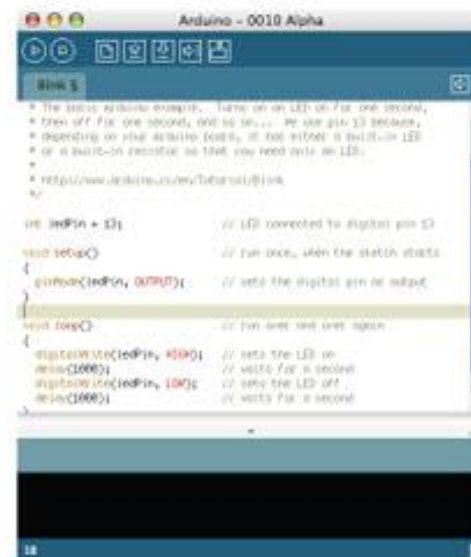 Arduino - 0010 Alpha
Blink §
* The basic Arduino example. Turns on an LED on for one second,
* then off for one second, and so on... We use pin 13 because,
* depending on your Arduino board, it has either a built-in LED
* or a built-in resistor so that you need only an LED.
*
* http://www.arduino.cc/en/Tutorial/Blink
*/
int ledPin = 13; // LED connected to digital pin 13
void setup() // run once, when the sketch starts
{
pinMode(ledPin, OUTPUT); // sets the digital pin as output
}
void loop() // run over and over again
{
digitalWrite(ledPin, HIGH); // sets the LED on
delay(1000); // waits for a second
digitalWrite(ledPin, LOW); // sets the LED off
delay(1000); // waits for a second
}
18